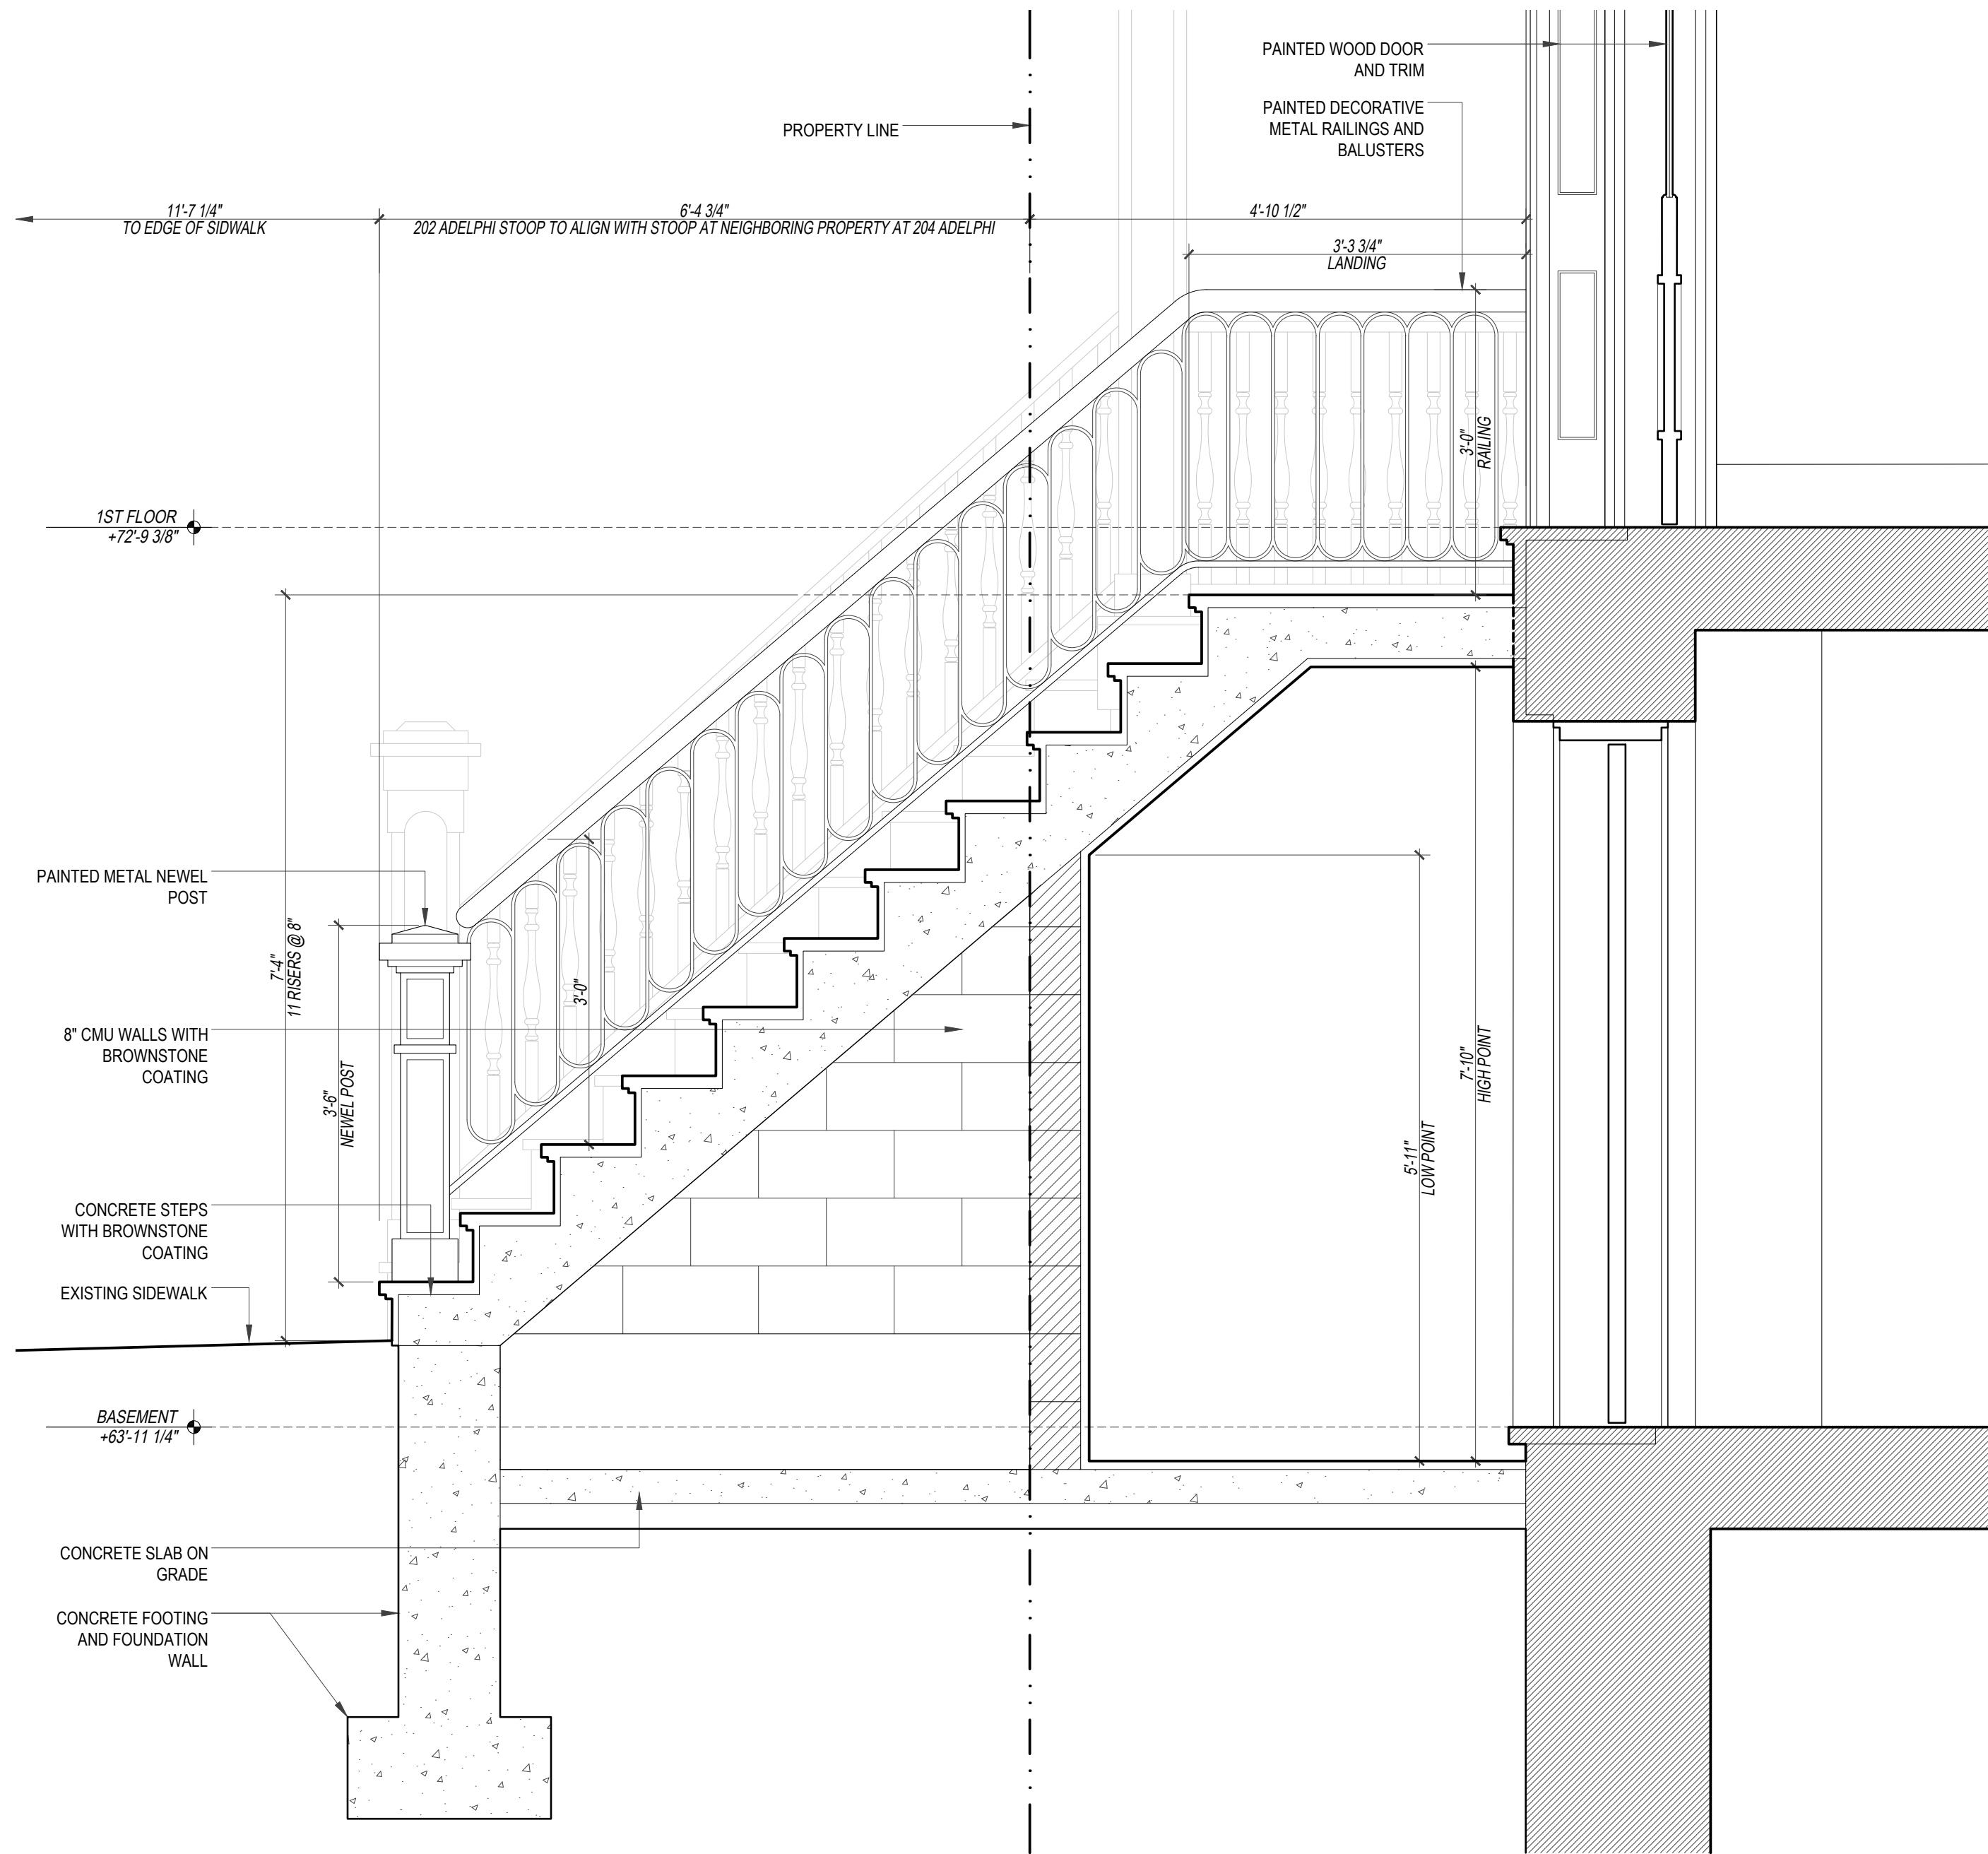 PAINTED WOOD DOOR
AND TRIM
PAINTED DECORATIVE
METAL RAILINGS AND
BALUSTERS
PROPERTY LINE
11'-7 1/4"
TO EDGE OF SIDWALK
6'-4 3/4"
202 ADELPHI STOOP TO ALIGN WITH STOOP AT NEIGHBORING PROPERTY AT 204 ADELPHI
4'-10 1/2"
3'-3 3/4"
LANDING
3'-0"
RAILING
1ST FLOOR
+72'-9 3/8"
PAINTED METAL NEWEL
POST
7'-4"
11 RISERS @ 8"
3'-0"
8" CMU WALLS WITH
BROWNSTONE
COATING
3'-6"
NEWEL POST
7'-10"
HIGH POINT
5'-11"
LOW POINT
CONCRETE STEPS
WITH BROWNSTONE
COATING
EXISTING SIDEWALK
BASEMENT
+63'-11 1/4"
CONCRETE SLAB ON
GRADE
CONCRETE FOOTING
AND FOUNDATION
WALL